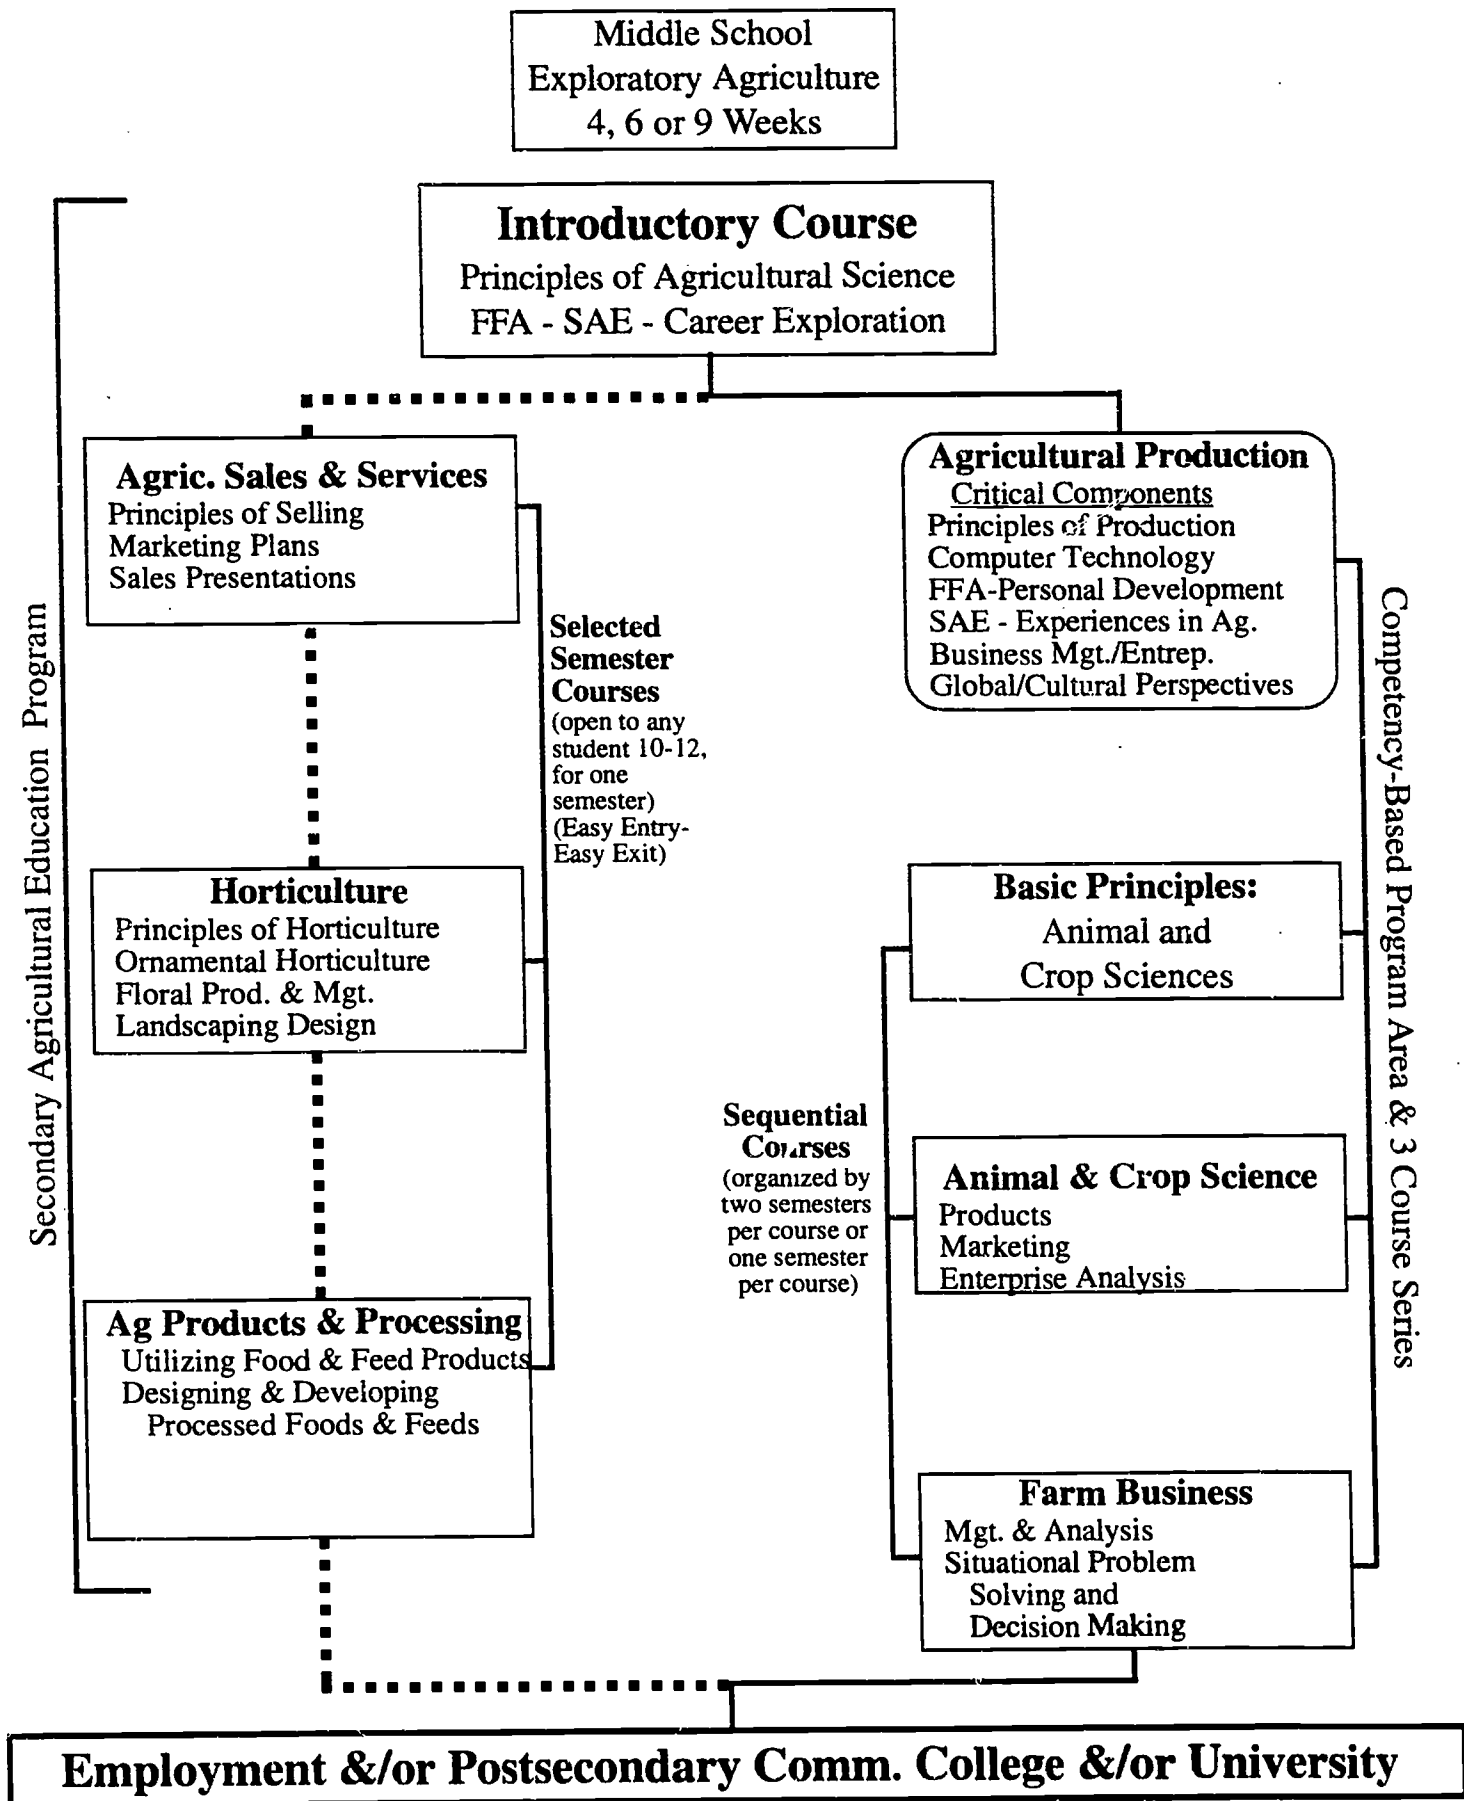 Middle School
Exploratory Agriculture
4, 6 or 9 Weeks
Introductory Course
Principles of Agricultural Science
FFA - SAE - Career Exploration
Secondary Agricultural Education Program
Agric. Sales & Services
Principles of Selling
Marketing Plans
Sales Presentations
Selected
Semester
Courses
(open to any
student 10-12,
for one
semester)
(Easy Entry-
Easy Exit)
Horticulture
Principles of Horticulture
Ornamental Horticulture
Floral Prod. & Mgt.
Landscaping Design
Ag Products & Processing
Utilizing Food & Feed Products
Designing & Developing
Processed Foods & Feeds
Agricultural Production
Critical Components
Principles of Production
Computer Technology
FFA-Personal Development
SAE - Experiences in Ag.
Business Mgt./Entrep.
Global/Cultural Perspectives
Competency-Based Program Area & 3 Course Series
Basic Principles:
Animal and
Crop Sciences
Sequential
Courses
(organized by
two semesters
per course or
one semester
per course)
Animal & Crop Science
Products
Marketing
Enterprise Analysis
Farm Business
Mgt. & Analysis
Situational Problem
Solving and
Decision Making
Employment &/or Postsecondary Comm. College &/or University